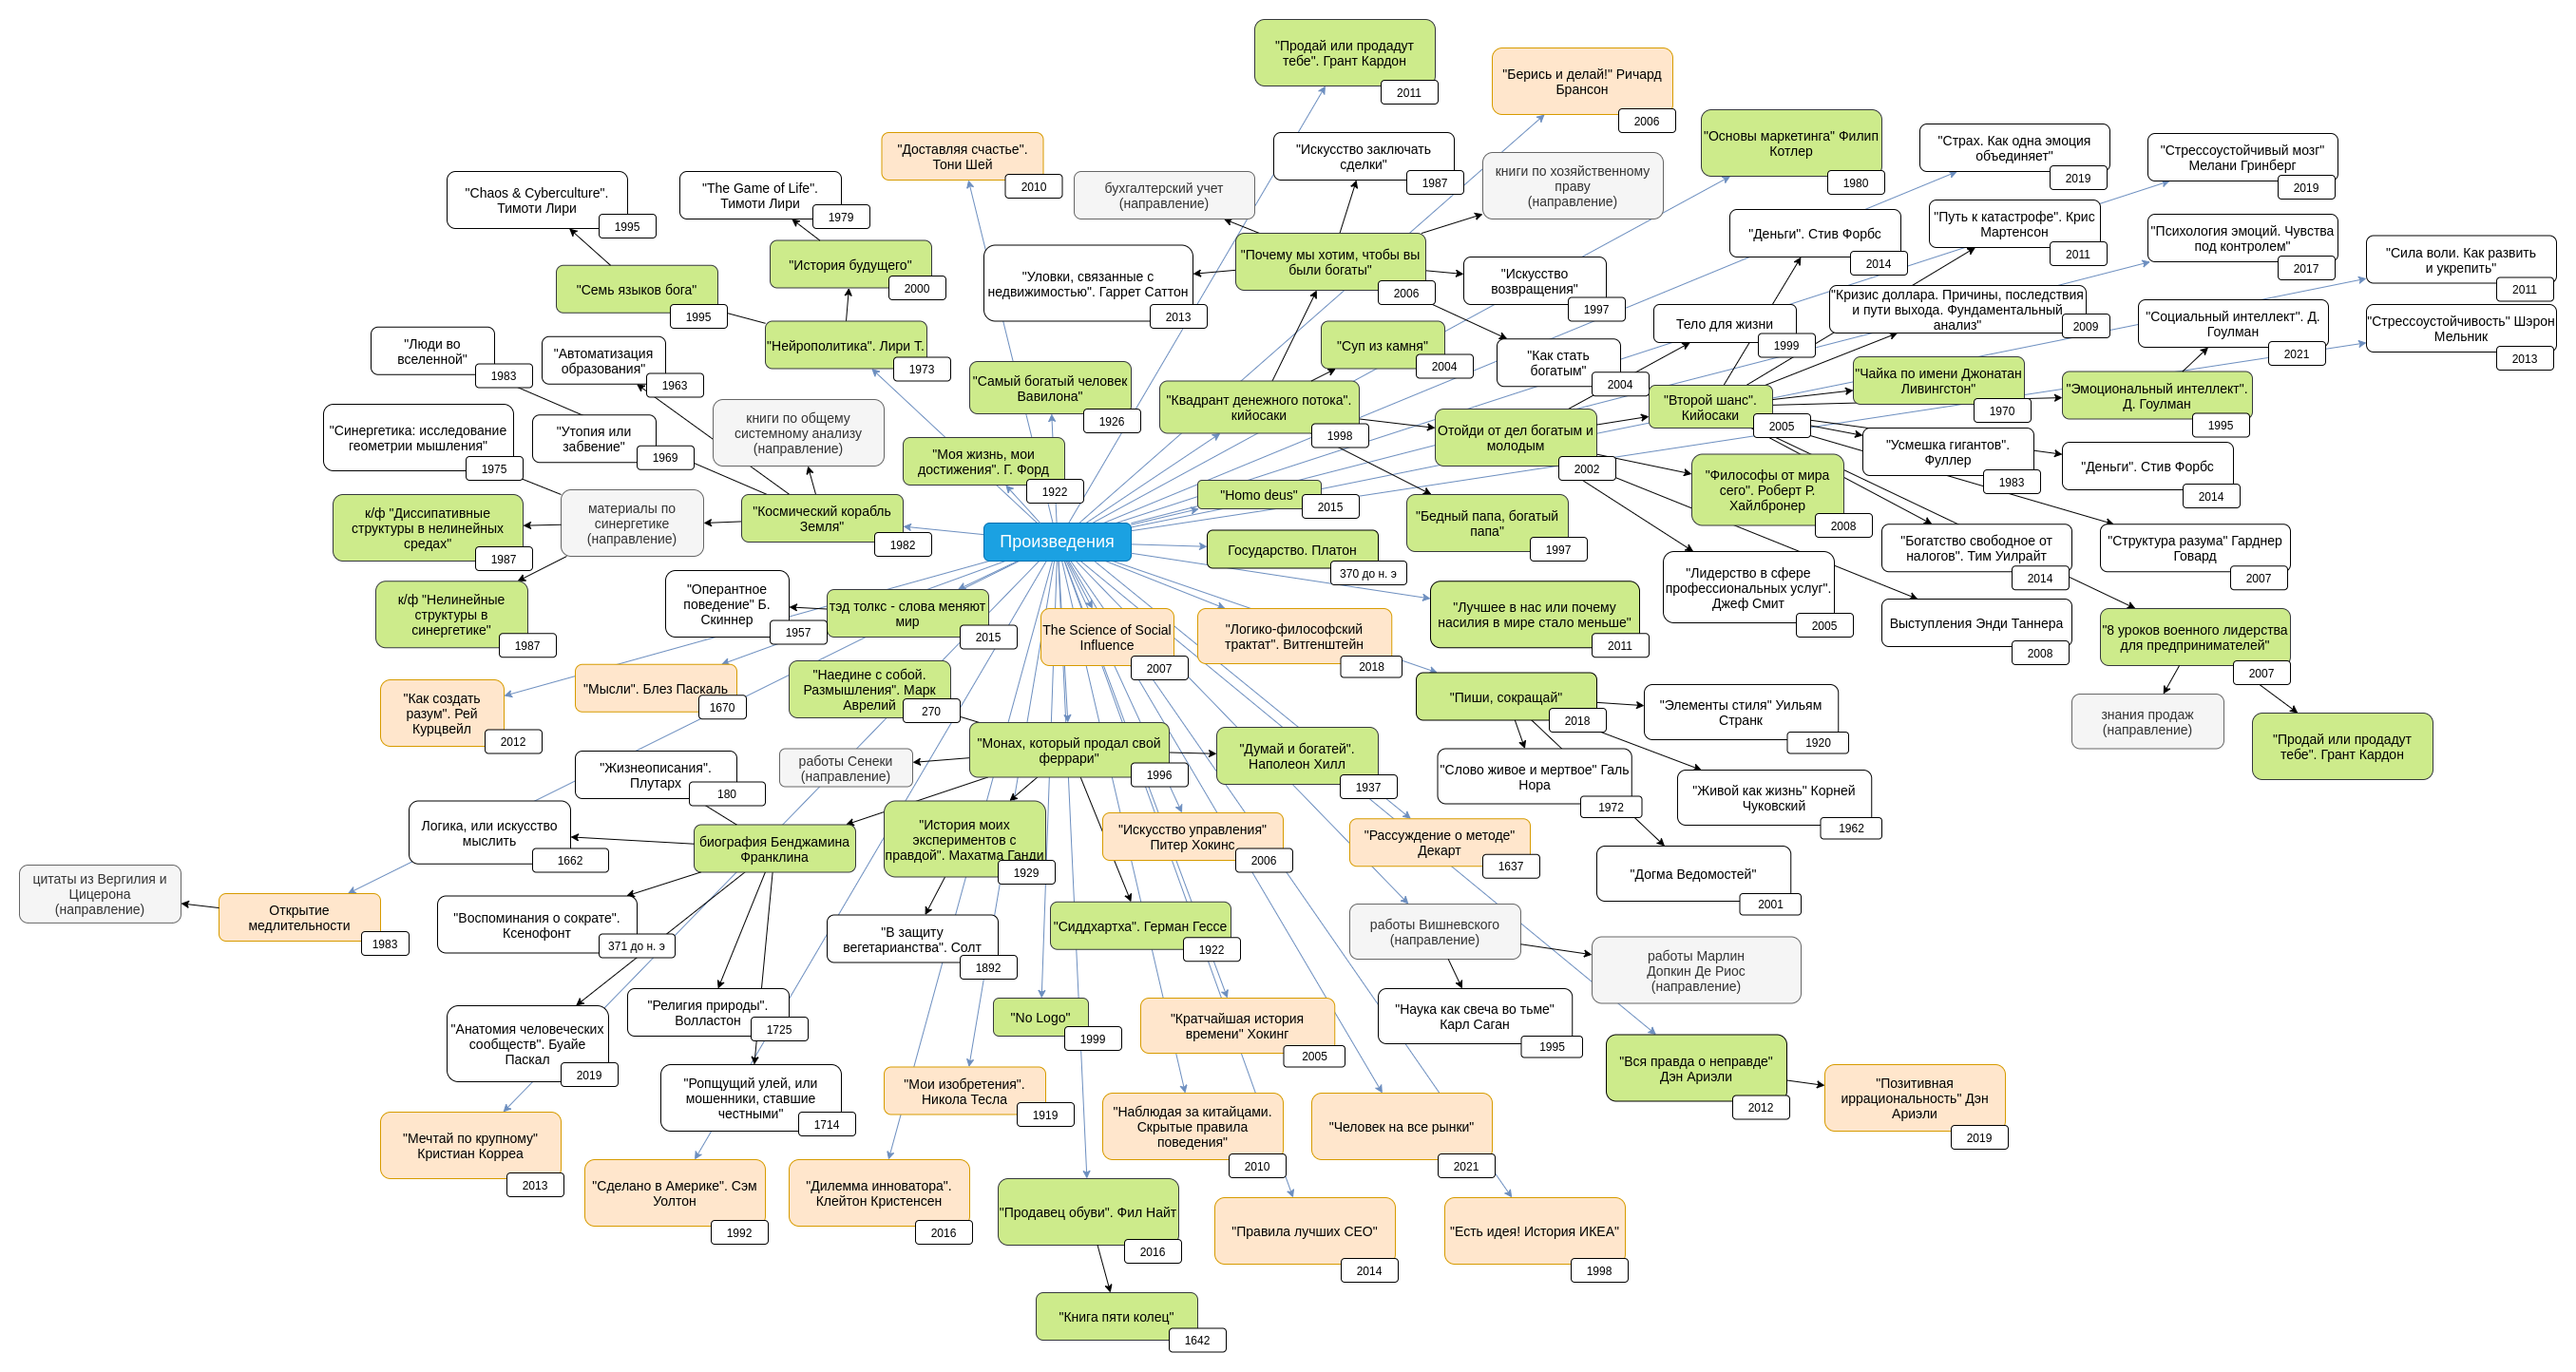 "Продай или продадут
тебе". Грант Кардон
2011
"Берись и делай!" Ричард
Брансон
2006
"Основы маркетинга" Филип
Котлер
1980
"Доставляя счастье".
Тони Шей
2010
"Искусство заключать
сделки"
1987
"Страх. Как одна эмоция
объединяет"
2019
"Стрессоустойчивый мозг"
Мелани Гринберг
2019
"Chaos & Cyberculture".
Тимоти Лири
1995
"The Game of Life".
Тимоти Лири
1979
бухгалтерский учет
(направление)
книги по хозяйственному
праву
(направление)
"Деньги". Стив Форбс
2014
"Путь к катастрофе". Крис
Мартенсон
2011
"Психология эмоций. Чувства
под контролем"
2017
"Сила воли. Как развить
и укрепить"
2011
"История будущего"
2000
"Семь языков бога"
1995
"Уловки, связанные с
недвижимостью". Гаррет Саттон
2013
"Почему мы хотим, чтобы вы
были богаты"
2006
"Искусство
возвращения"
1997
"Кризис доллара. Причины, последствия
и пути выхода. Фундаментальный
анализ"
2009
"Социальный интеллект". Д.
Гоулман
2021
"Стрессоустойчивость" Шэрон
Мельник
2013
"Люди во
вселенной"
1983
"Автоматизация
образования"
1963
"Нейрополитика". Лири Т.
1973
"Суп из камня"
2004
Тело для жизни
1999
"Как стать
богатым"
2004
"Самый богатый человек
Вавилона"
1926
"Квадрант денежного потока".
кийосаки
1998
"Второй шанс".
Кийосаки
2005
"Чайка по имени Джонатан
Ливингстон"
1970
"Эмоциональный интеллект".
Д. Гоулман
1995
"Синергетика: исследование
геометрии мышления"
1975
"Утопия или
забвение"
1969
книги по общему
системному анализу
(направление)
"Моя жизнь, мои
достижения". Г. Форд
1922
Отойди от дел богатым и
молодым
2002
"Усмешка гигантов".
Фуллер
1983
"Деньги". Стив Форбс
2014
"Философы от мира
сего". Роберт Р.
Хайлбронер
2008
"Homo deus"
2015
"Бедный папа, богатый
папа"
1997
к/ф "Диссипативные
структуры в нелинейных
средах"
1987
материалы по
синергетике
(направление)
"Космический корабль
Земля"
1982
Произведения
Государство. Платон
370 до н. э
"Богатство свободное от
налогов". Тим Уилрайт
2014
"Структура разума" Гарднер
Говард
2007
к/ф "Нелинейные
структуры в
синергетике"
1987
"Оперантное
поведение" Б.
Скиннер
1957
тэд толкс - слова меняют
мир
2015
"Лидерство в сфере
профессиональных услуг".
Джеф Смит
2005
Выступления Энди Таннера
2008
"8 уроков военного лидерства
для предпринимателей"
2007
The Science of Social
Influence
2007
"Логико-философский
трактат". Витгенштейн
2018
"Лучшее в нас или почему
насилия в мире стало меньше"
2011
"Как создать
разум". Рей
Курцвейл
2012
"Мысли". Блез Паскаль
1670
"Наедине с собой.
Размышления". Марк
Аврелий
270
"Пиши, сокращай"
2018
"Элементы стиля" Уильям
Странк
1920
знания продаж
(направление)
"Продай или продадут
тебе". Грант Кардон
"Жизнеописания".
Плутарх
180
работы Сенеки
(направление)
"Монах, который продал свой
феррари"
1996
"Думай и богатей".
Наполеон Хилл
1937
"Слово живое и мертвое" Галь
Нора
1972
"Живой как жизнь" Корней
Чуковский
1962
Логика, или искусство
мыслить
1662
биография Бенджамина
Франклина
"История моих
экспериментов с
правдой". Махатма Ганди
1929
"Искусство управления"
Питер Хокинс
2006
"Рассуждение о методе"
Декарт
1637
"Догма Ведомостей"
2001
цитаты из Вергилия и
Цицерона
(направление)
Открытие
медлительности
1983
"Воспоминания о сократе".
Ксенофонт
371 до н. э
"В защиту
вегетарианства". Солт
1892
"Сиддхартха". Герман Гессе
1922
работы Вишневского
(направление)
работы Марлин
Допкин Де Риос
(направление)
"Анатомия человеческих
сообществ". Буайе
Паскал
2019
"Религия природы".
Волластон
1725
"No Logo"
1999
"Кратчайшая история
времени" Хокинг
2005
"Наука как свеча во тьме"
Карл Саган
1995
"Вся правда о неправде"
Дэн Ариэли
2012
"Позитивная
иррациональность" Дэн
Ариэли
2019
"Ропщущий улей, или
мошенники, ставшие
честными"
1714
"Мои изобретения".
Никола Тесла
1919
"Наблюдая за китайцами.
Скрытые правила
поведения"
2010
"Человек на все рынки"
2021
"Мечтай по крупному"
Кристиан Корреа
2013
"Сделано в Америке". Сэм
Уолтон
1992
"Дилемма инноватора".
Клейтон Кристенсен
2016
"Продавец обуви". Фил Найт
2016
"Правила лучших CEO"
2014
"Есть идея! История ИКЕА"
1998
"Книга пяти колец"
1642